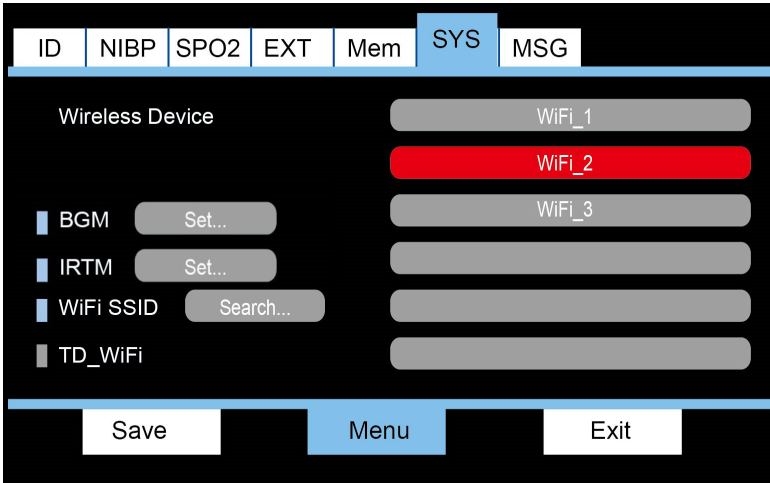 ID NIBP SPO2 EXT Mem SYS MSG
Wireless Device WiFi_1
WiFi_2
BGM Set... WiFi_3
IRTM Set...
WiFi SSID Search...
TD_WiFi
Save Menu Exit